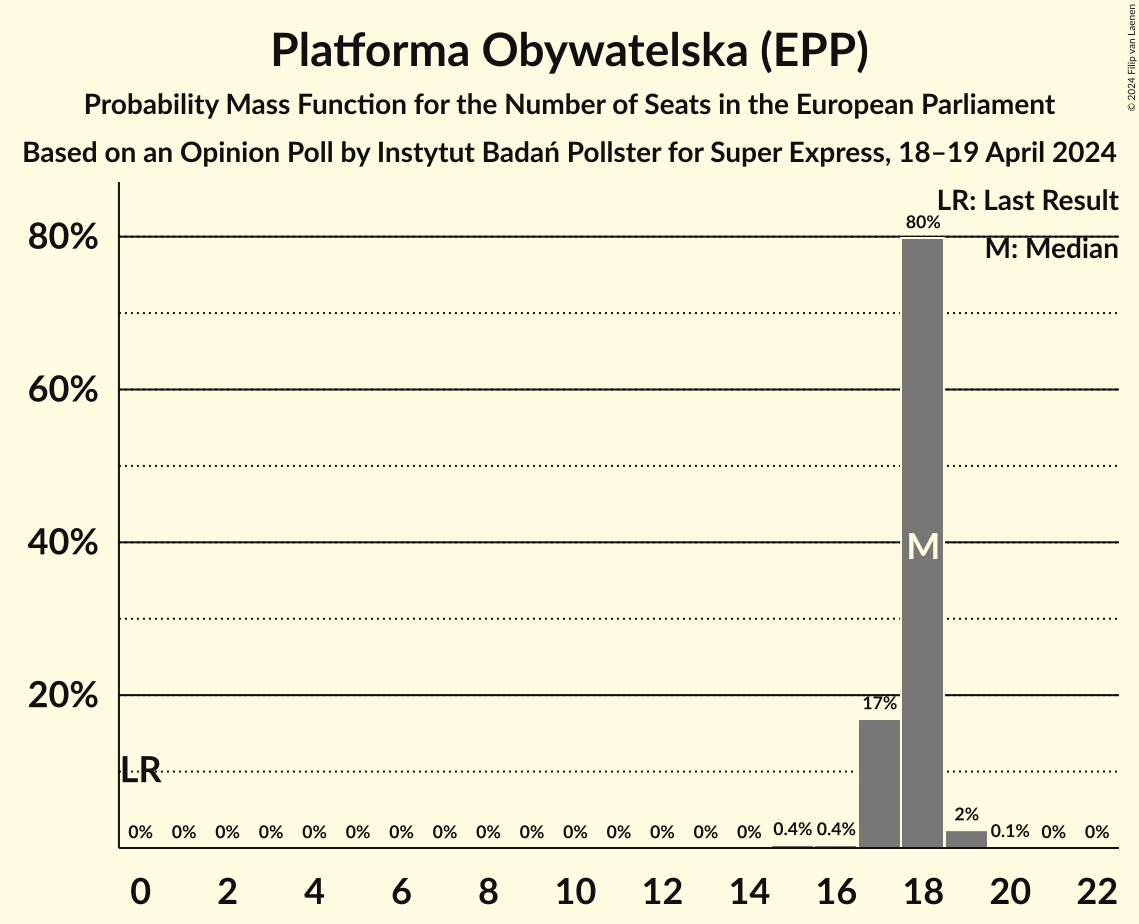 Platforma Obywatelska (EPP)
Probability Mass Function for the Number of Seats in the European Parliament
Based on an Opinion Poll by Instytut Badań Pollster for Super Express, 18–19 April 2024
© 2024 Filip van Laenen
LR: Last Result
M: Median
80%
60%
40%
20%
LR
M
0% 0% 0% 0% 0% 0% 0% 0% 0% 0% 0% 0% 0% 0% 0% 0.4% 0.4% 17% 80% 2% 0.1% 0% 0%
0 2 4 6 8 10 12 14 16 18 20 22